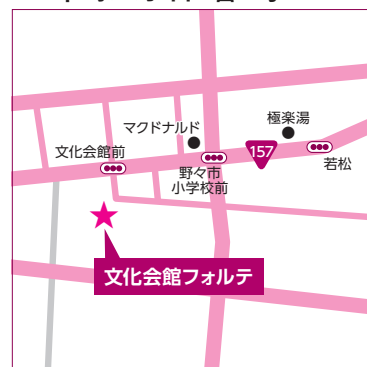 極楽湯
マクドナルド
157
文化会館前
野々市
小学校前
若松
文化会館フォルテ